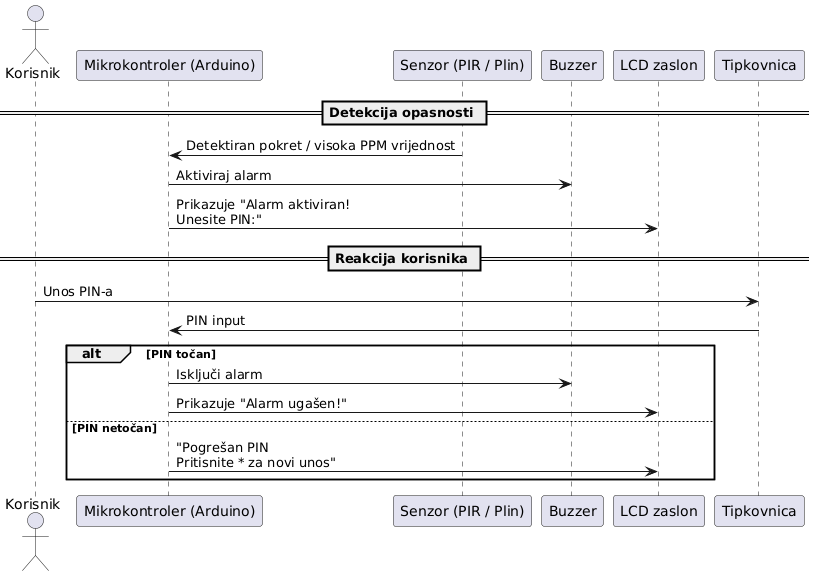 Korisnik
Mikrokontroler (Arduino)
Senzor (PIR / Plin)
Buzzer
LCD zaslon
Tipkovnica
Detekcija opasnosti
Detektiran pokret / visoka PPM vrijednost
Aktiviraj alarm
Prikazuje "Alarm aktiviran!
Unesite PIN:"
Reakcija korisnika
Unos PIN-a
PIN input
alt
[PIN točan]
Isključi alarm
Prikazuje "Alarm ugašen!"
[PIN netočan]
"Pogrešan PIN
Pritisnite * za novi unos"
Korisnik
Mikrokontroler (Arduino)
Senzor (PIR / Plin)
Buzzer
LCD zaslon
Tipkovnica